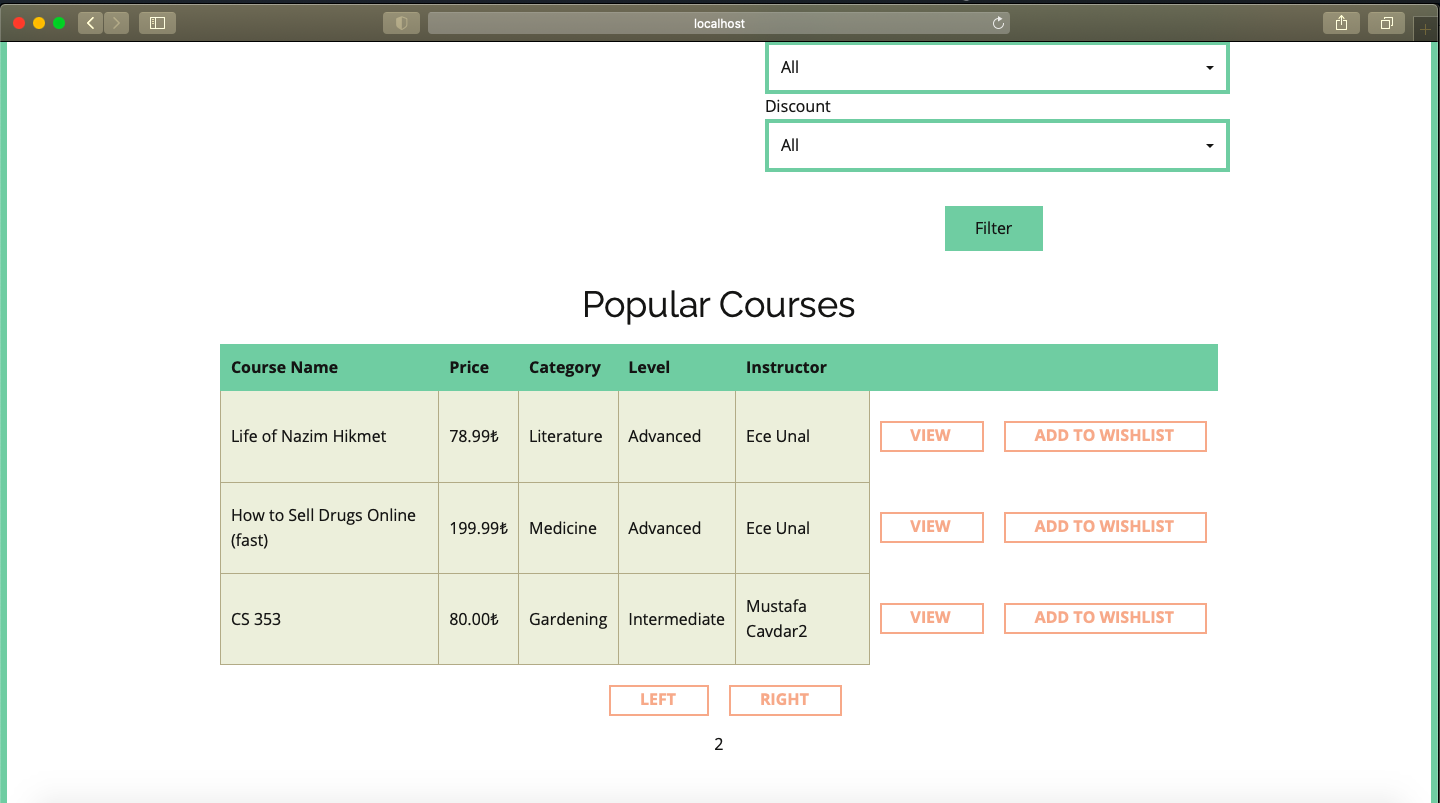 localhost
All
Discount
All
Filter
Popular Courses
Course Name Price Category Level Instructor
Life of Nazim Hikmet 78.99₺ Literature Advanced Ece Unal VIEW ADD TO WISHLIST
How to Sell Drugs Online
(fast) 199.99₺ Medicine Advanced Ece Unal VIEW ADD TO WISHLIST
CS 353 80.00₺ Gardening Intermediate Mustafa
Cavdar2 VIEW ADD TO WISHLIST
LEFT RIGHT
2